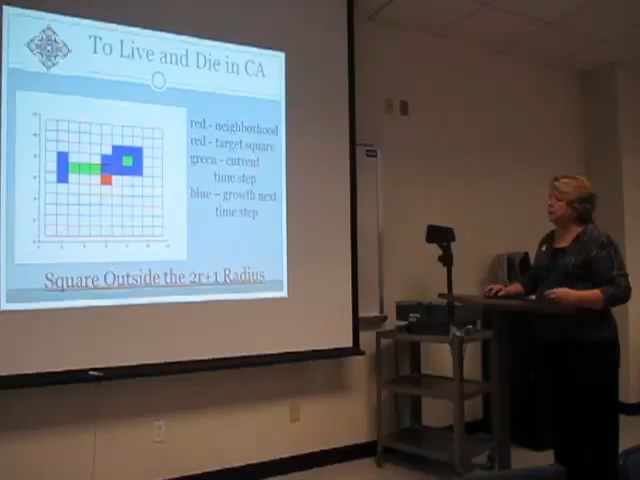 To Live and Die in CA
red - neighborhood
red - target square
green - current
time step
blue - growth next
time step
Square Outside the 2r+1 Radius